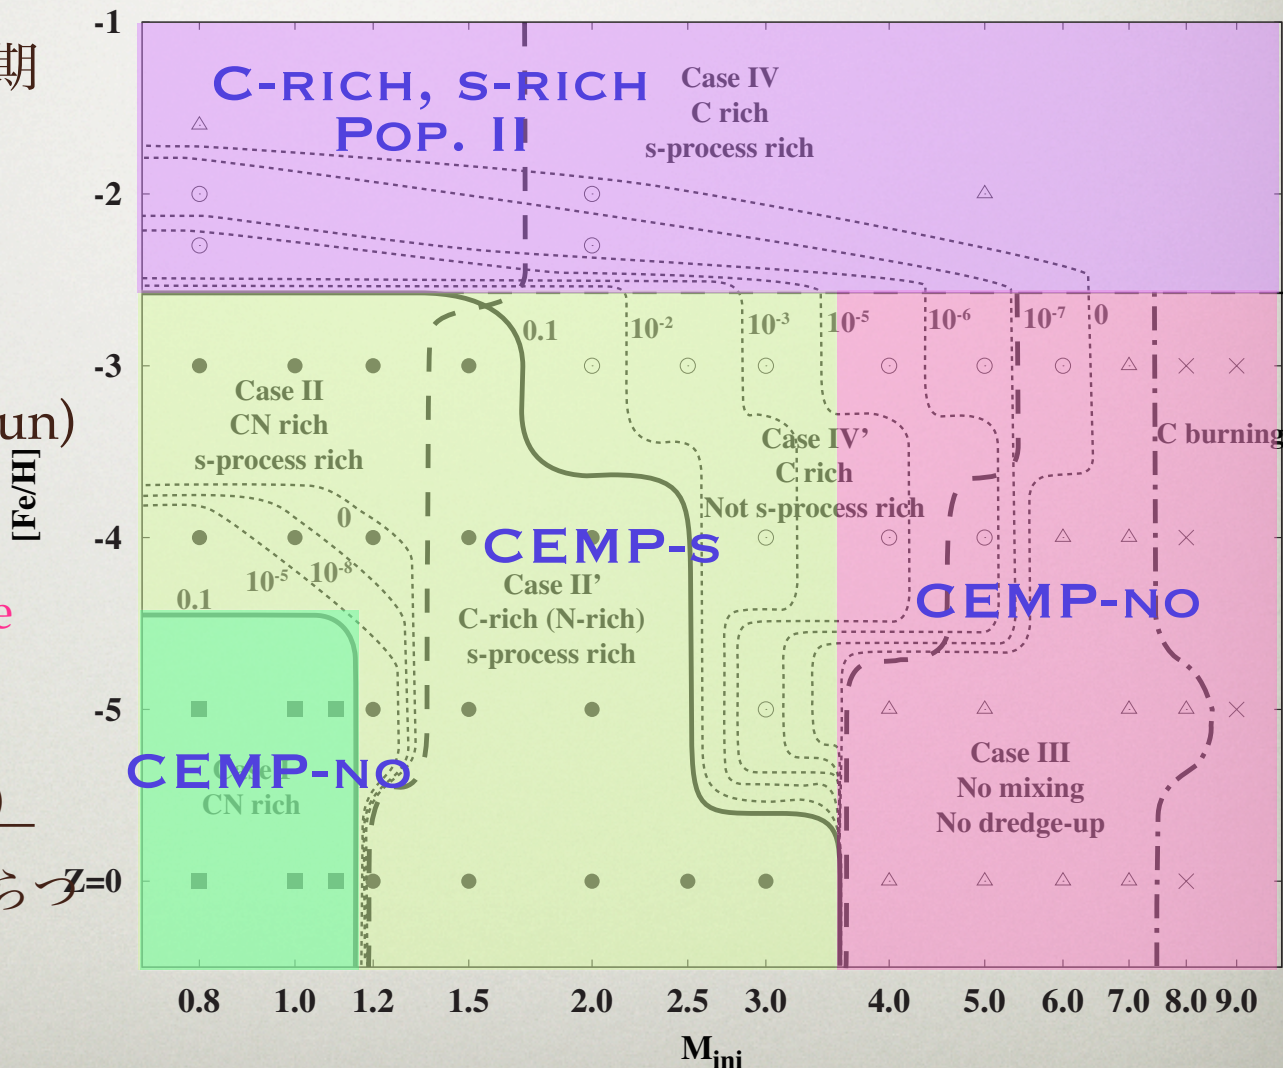 期
un)
e
)
らつ
[Fe/H]
-1
-2
-3
-4
-5
Z=0
C-RICH, S-RICH
POP. II
Case IV
C rich
s-process rich
0.1
10⁻²
10⁻³
10⁻⁵
10⁻⁶
10⁻⁷
0
Case II
CN rich
s-process rich
Case IV'
C rich
Not s-process rich
C burning
0
10⁻⁸
10⁻⁵
0.1
CEMP-S
Case II'
C-rich (N-rich)
s-process rich
CEMP-NO
CEMP-NO
Case I
CN rich
Case III
No mixing
No dredge-up
0.8 1.0 1.2 1.5 2.0 2.5 3.0 4.0 5.0 6.0 7.0 8.0 9.0
M_ini